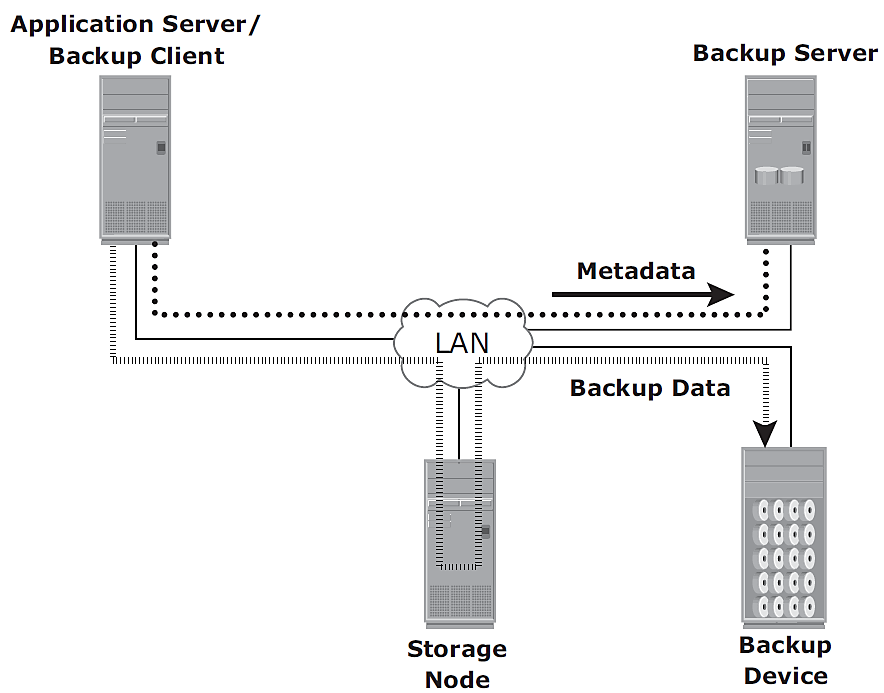 Application Server/
Backup Client
Backup Server
Metadata
LAN
Backup Data
Storage
Node
Backup
Device